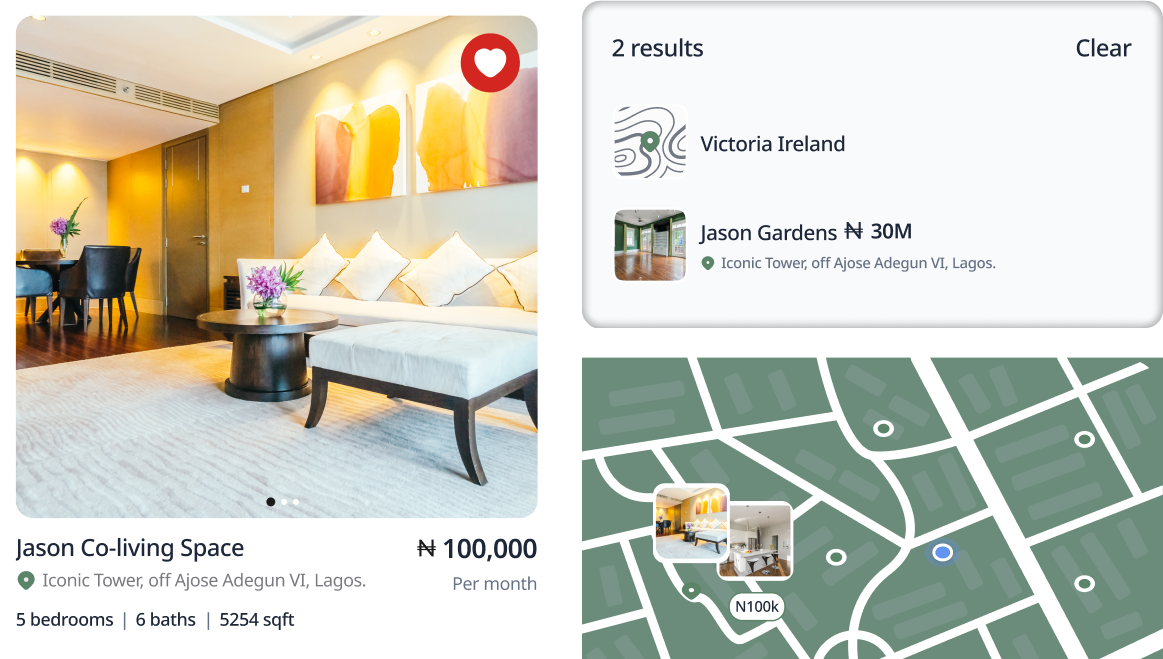 Jason Co-living Space
₦ 100,000
Iconic Tower, off Ajose Adegun VI, Lagos.
Per month
5 bedrooms | 6 baths | 5254 sqft
2 results
Clear
Victoria Ireland
Jason Gardens ₦ 30M
Iconic Tower, off Ajose Adegun VI, Lagos.
N100k